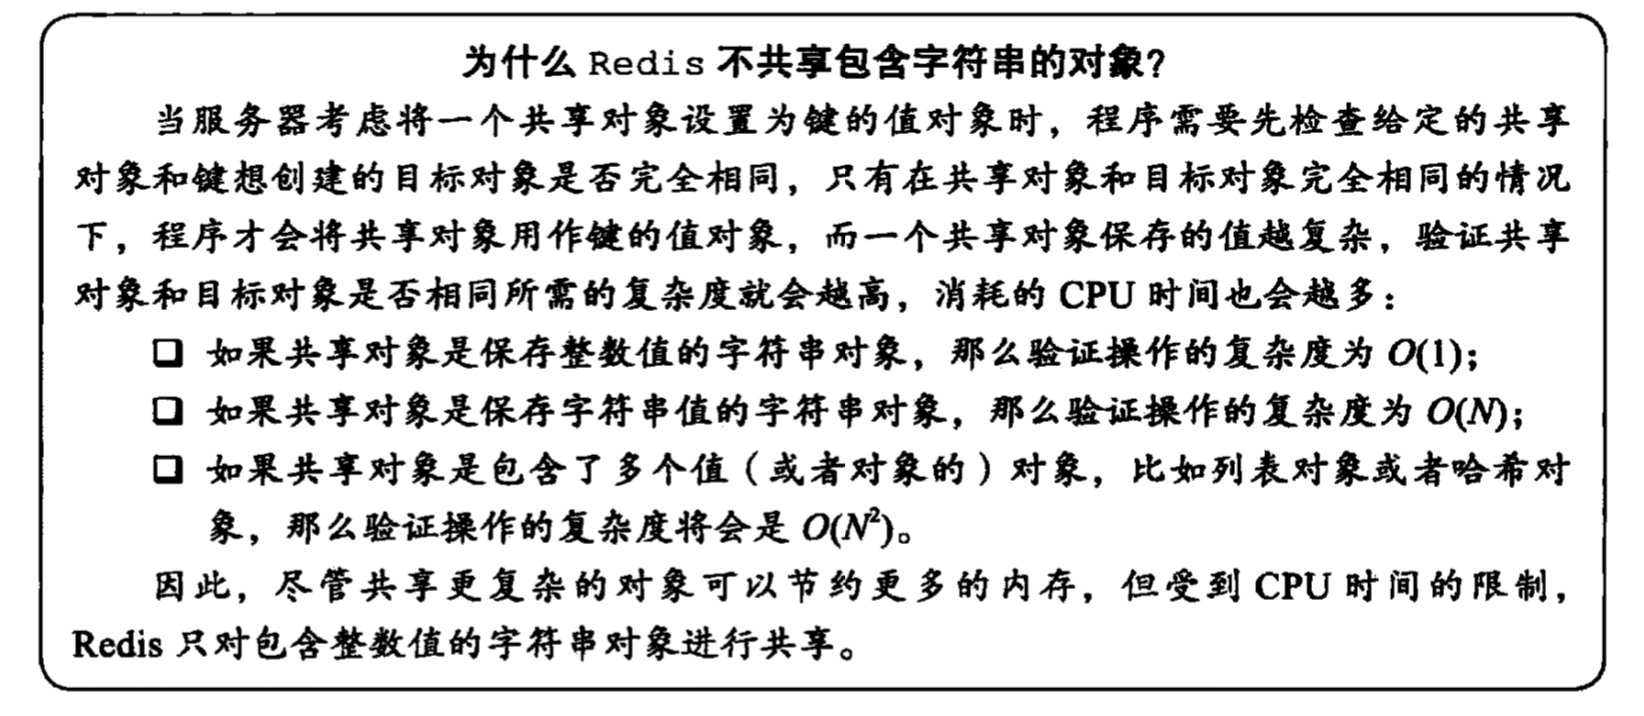 为什么 Redis 不共享包含字符串的对象?
当服务器考虑将一个共享对象设置为键的值对象时，程序需要先检查给定的共享
对象和键想创建的目标对象是否完全相同，只有在共享对象和目标对象完全相同的情况
下，程序才会将共享对象用作键的值对象，而一个共享对象保存的值越复杂，验证共享
对象和目标对象是否相同所需的复杂度就会越高，消耗的 CPU 时间也会越多：
❑ 如果共享对象是保存整数值的字符串对象，那么验证操作的复杂度为 O(1)；
❑ 如果共享对象是保存字符串值的字符串对象，那么验证操作的复杂度为 O(N)；
❑ 如果共享对象是包含了多个值（或者对象的）对象，比如列表对象或者哈希对
象，那么验证操作的复杂度将会是 O(N²)。
因此，尽管共享更复杂的对象可以节约更多的内存，但受到 CPU 时间的限制，
Redis 只对包含整数值的字符串对象进行共享。